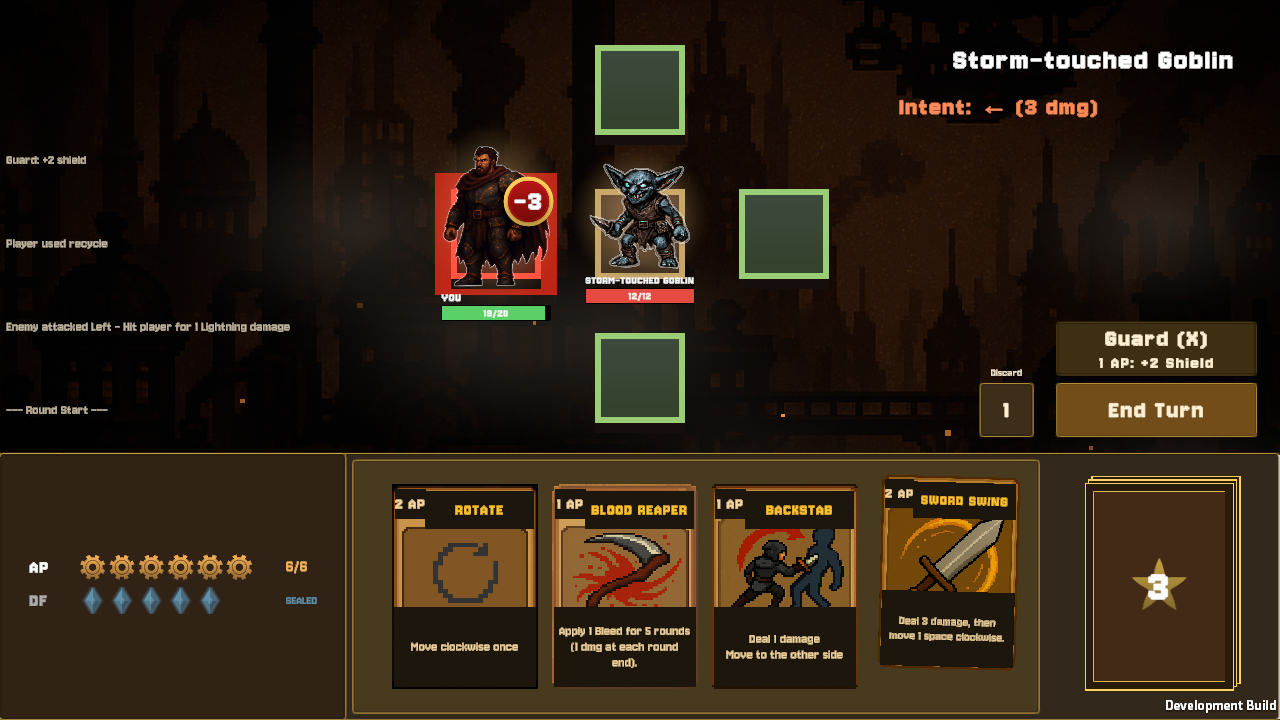 Storm-touched Goblin
Intent: ← (3 dmg)
Guard: +2 shield
Player used recycle
Enemy attacked Left - Hit player for 1 Lightning damage
--- Round Start ---
-3
YOU
19/20
STORM-TOUCHED GOBLIN
12/12
Guard (X)
1 AP: +2 Shield
Discard
1
End Turn
AP
6/6
DF
SEALED
2 AP
ROTATE
Move clockwise once
1 AP
BLOOD REAPER
Apply 1 Bleed for 5 rounds
(1 dmg at each round
end).
1 AP
BACKSTAB
Deal 1 damage
Move to the other side
2 AP
SWORD SWING
Deal 3 damage, then
move 1 space clockwise.
3
Development Build